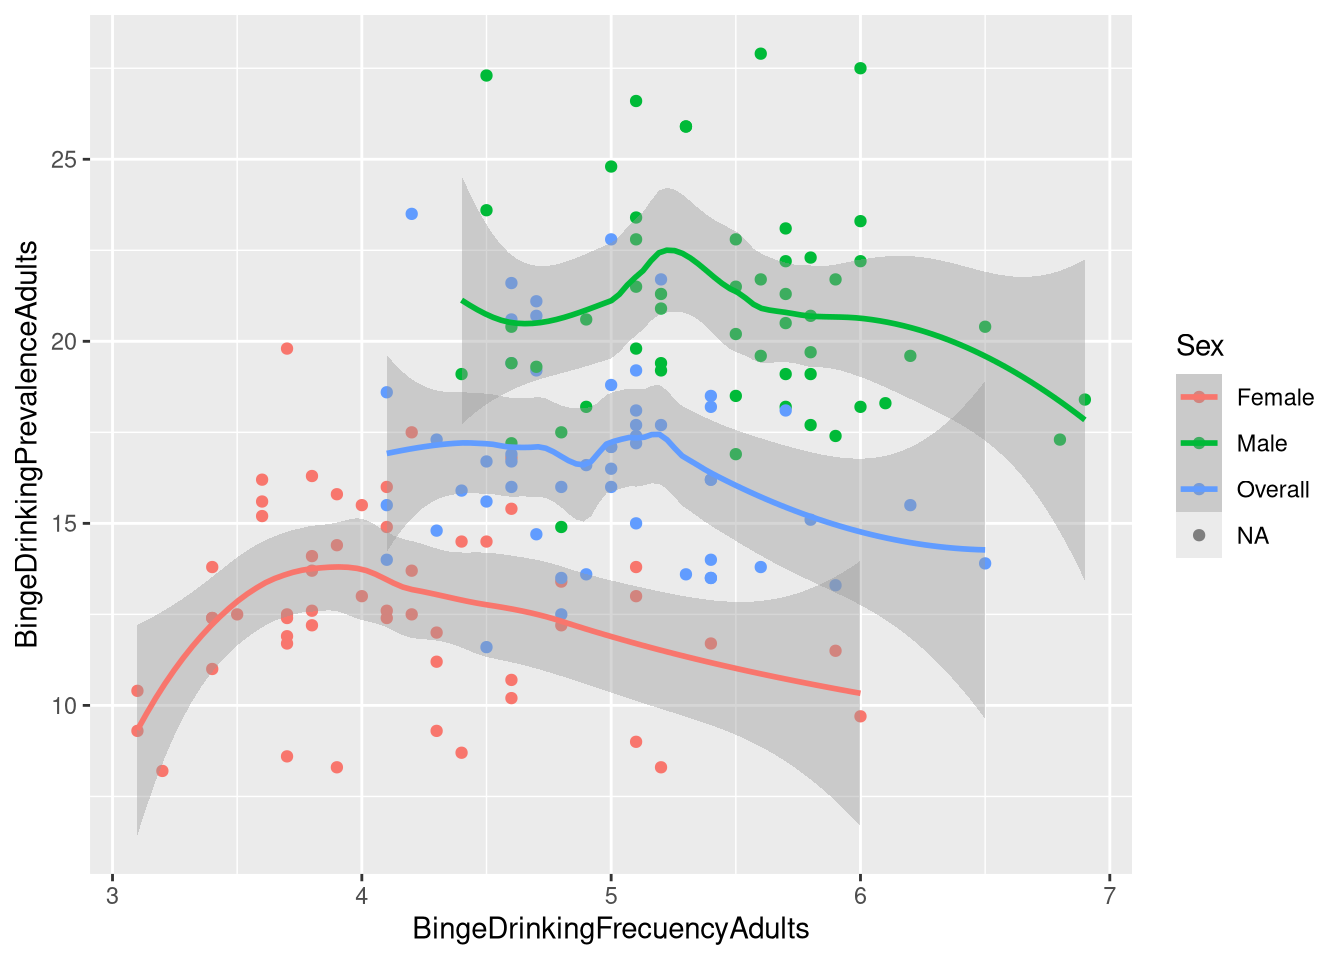 BingeDrinkingPrevalenceAdults
25
20
15
10
3 4 5 6 7
BingeDrinkingFrecuencyAdults
Sex
Female
Male
Overall
NA